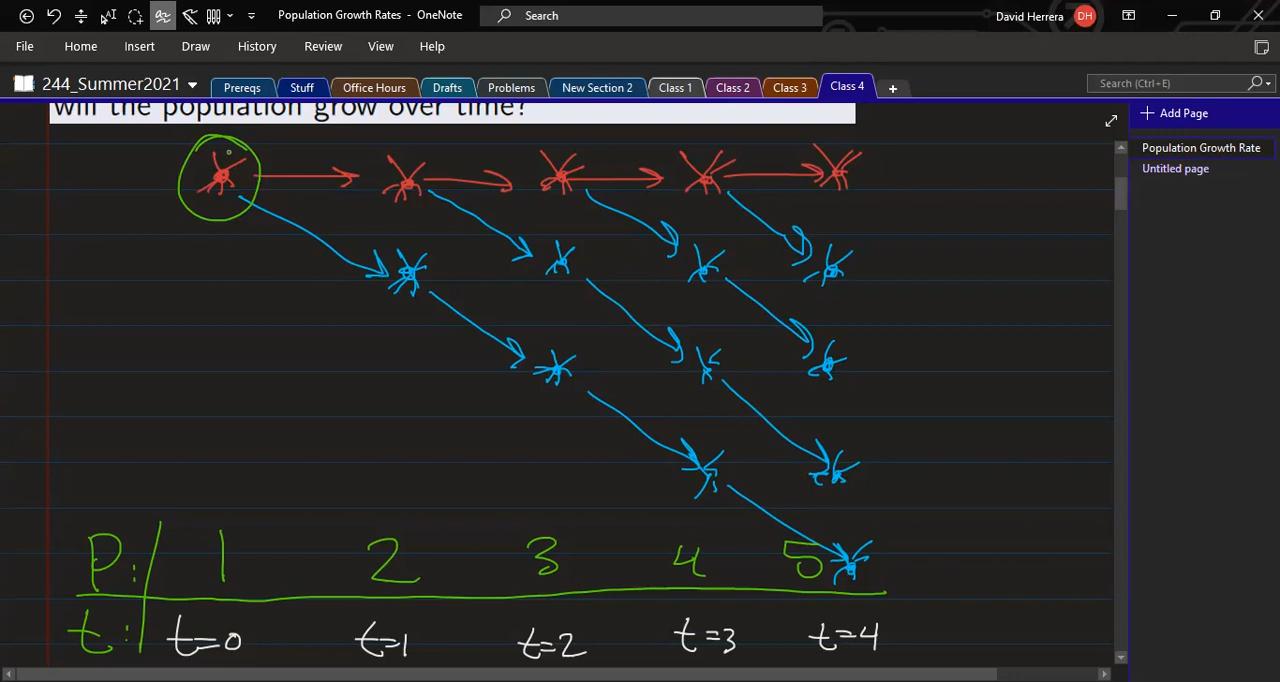 Population Growth Rates - OneNote
Search
David Herrera DH
File Home Insert Draw View History Review View Help
244_Summer2021
Prereqs Stuff Office Hours Drafts Problems New Section 2 Class 1 Class 2 Class 3 Class 4
Search (Ctrl+E)
will the population grow over time?
Add Page
Population Growth Rate
Untitled page
P: 1 2 3 4 5
t: t=0 t=1 t=2 t=3 t=4